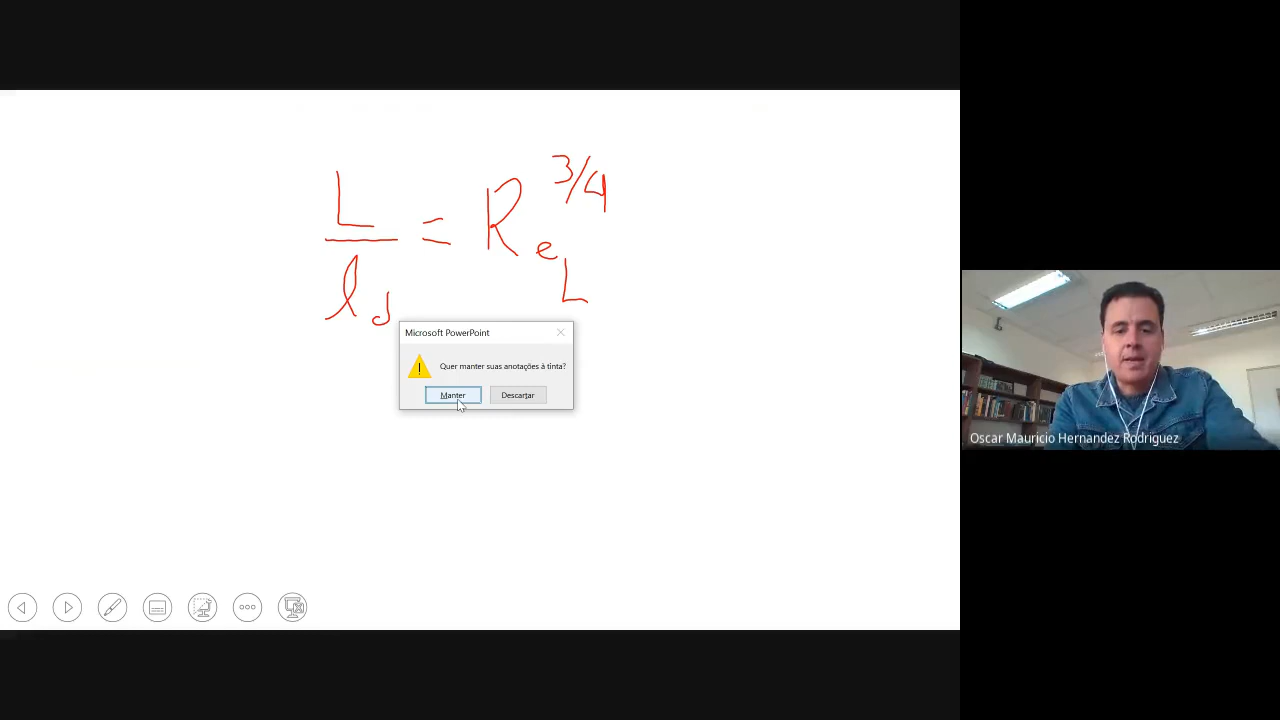 L
— = Re_L^3/4
l_d
Microsoft PowerPoint
Quer manter suas anotações à tinta?
Manter Descartar
Oscar Mauricio Hernandez Rodriguez